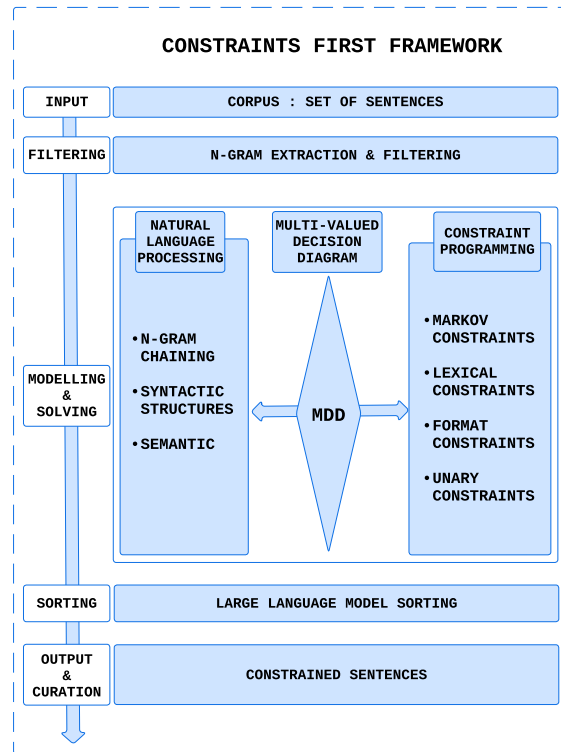 CONSTRAINTS FIRST FRAMEWORK
INPUT
CORPUS : SET OF SENTENCES
FILTERING
N-GRAM EXTRACTION & FILTERING
MODELLING
&
SOLVING
NATURAL
LANGUAGE
PROCESSING
•N-GRAM
CHAINING
•SYNTACTIC
STRUCTURES
•SEMANTIC
MULTI-VALUED
DECISION
DIAGRAM
MDD
CONSTRAINT
PROGRAMMING
•MARKOV
CONSTRAINTS
•LEXICAL
CONSTRAINTS
•FORMAT
CONSTRAINTS
•UNARY
CONSTRAINTS
SORTING
LARGE LANGUAGE MODEL SORTING
OUTPUT
&
CURATION
CONSTRAINED SENTENCES